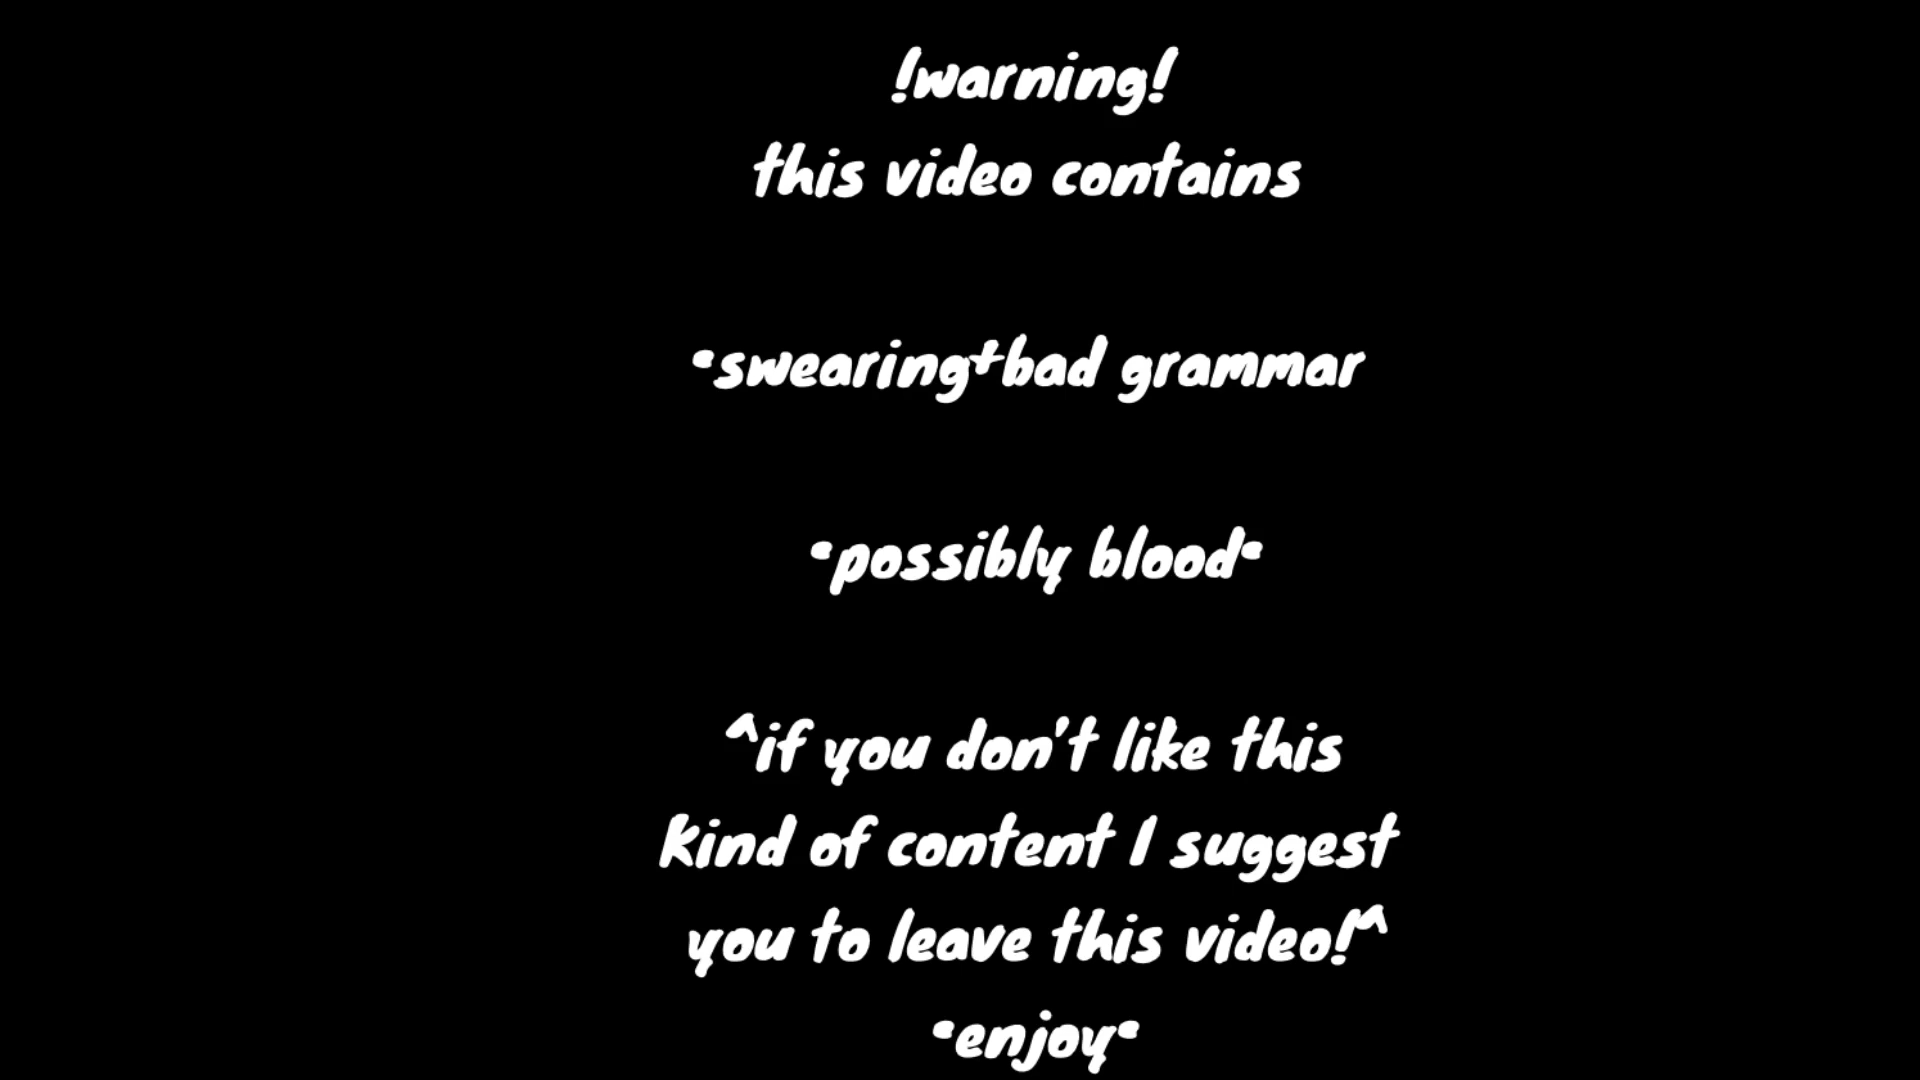 !warning!
this video contains
•swearing+bad grammar
•possibly blood•
^if you don't like this
kind of content I suggest
you to leave this video!^
•enjoy•